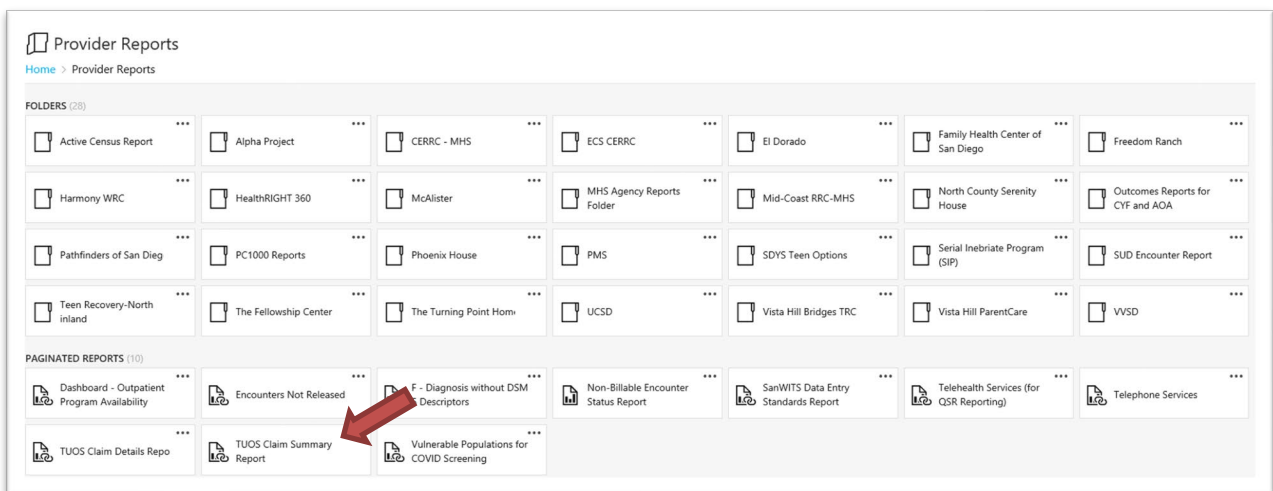 Provider Reports
Home > Provider Reports
FOLDERS (28)
Active Census Report
Alpha Project
CERRC - MHS
ECS CERRC
El Dorado
Family Health Center of
San Diego
Freedom Ranch
Harmony WRC
HealthRIGHT 360
McAlister
MHS Agency Reports
Folder
Mid-Coast RRC-MHS
North County Serenity
House
Outcomes Reports for
CYF and AOA
Pathfinders of San Dieg
PC1000 Reports
Phoenix House
PMS
SDYS Teen Options
Serial Inebriate Program
(SIP)
SUD Encounter Report
Teen Recovery-North
inland
The Fellowship Center
The Turning Point Hom
UCSD
Vista Hill Bridges TRC
Vista Hill ParentCare
VVSD
PAGINATED REPORTS (10)
Dashboard - Outpatient
Program Availability
Encounters Not Released
F - Diagnosis without DSM
Descriptors
Non-Billable Encounter
Status Report
SanWITS Data Entry
Standards Report
Telehealth Services (for
QSR Reporting)
Telephone Services
TUOS Claim Details Repo
TUOS Claim Summary
Report
Vulnerable Populations for
COVID Screening